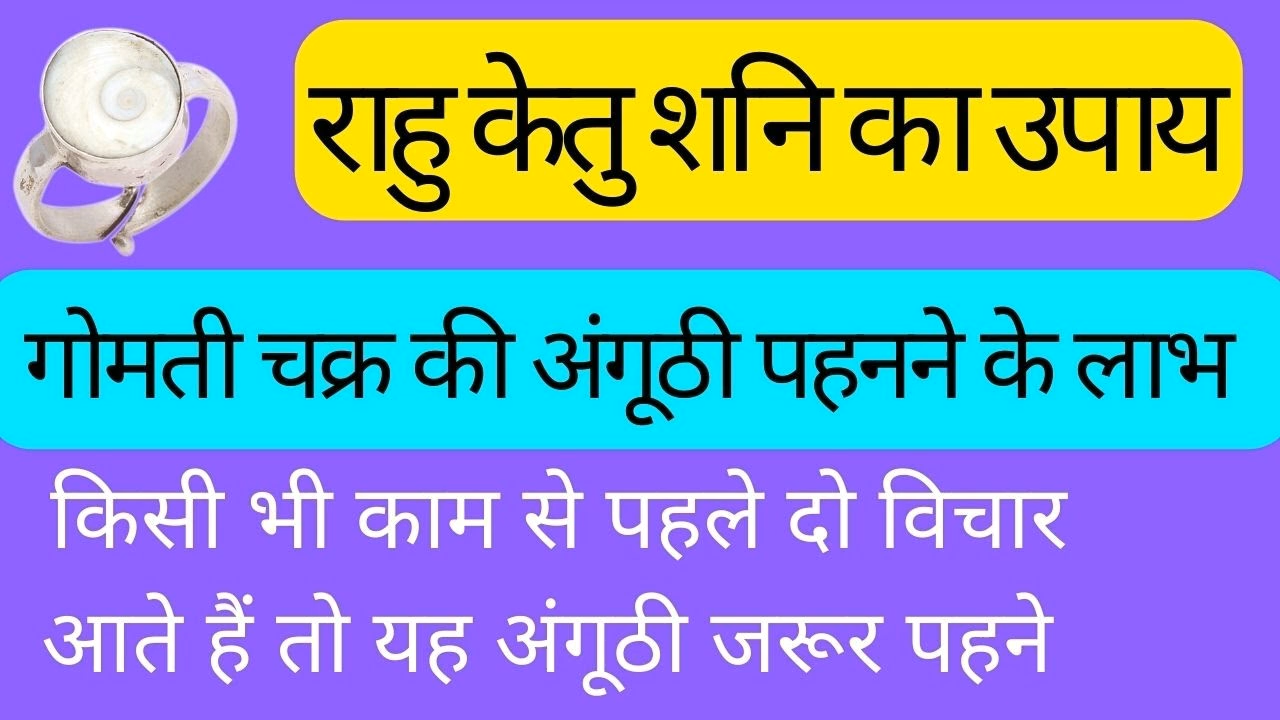 राहु केतु शनि का उपाय
गोमती चक्र की अंगूठी पहनने के लाभ
किसी भी काम से पहले दो विचार
आते हैं तो यह अंगूठी जरूर पहने